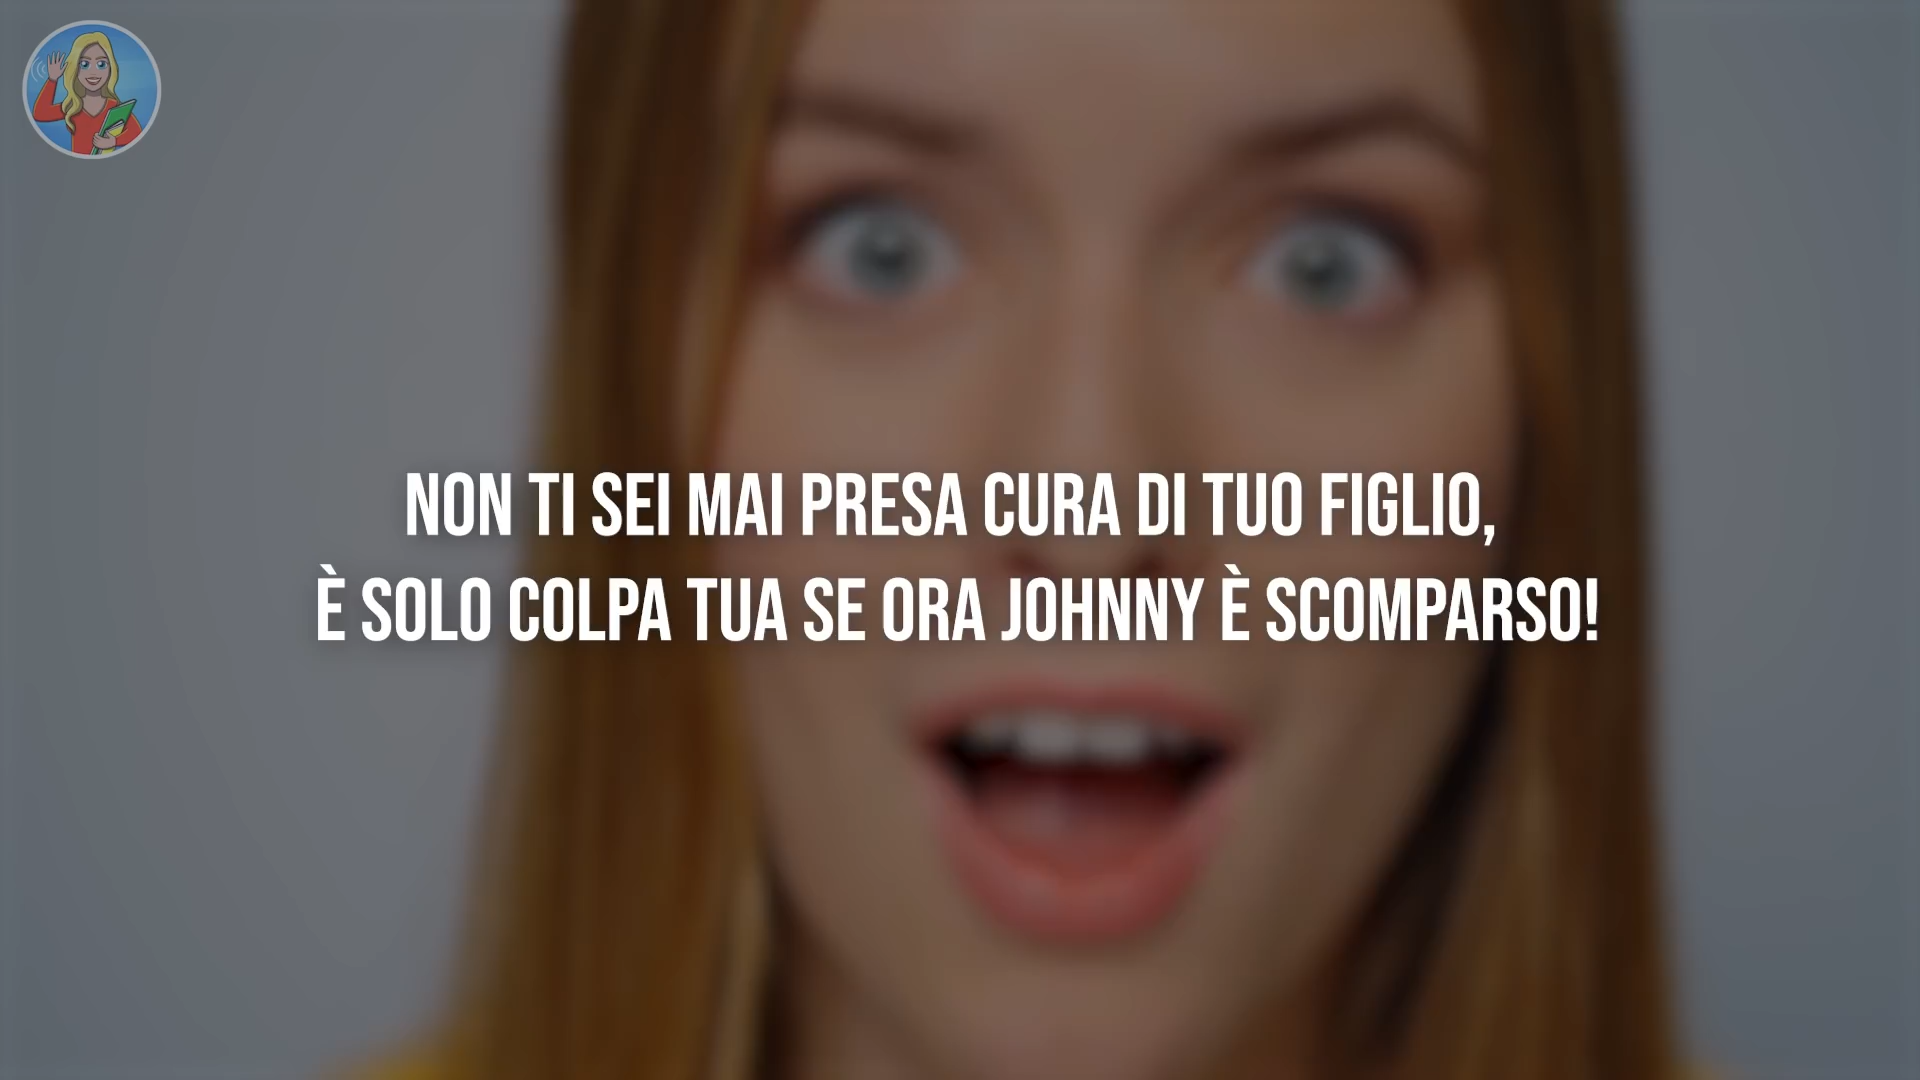 NON TI SEI MAI PRESA CURA DI TUO FIGLIO,
È SOLO COLPA TUA SE ORA JOHNNY È SCOMPARSO!